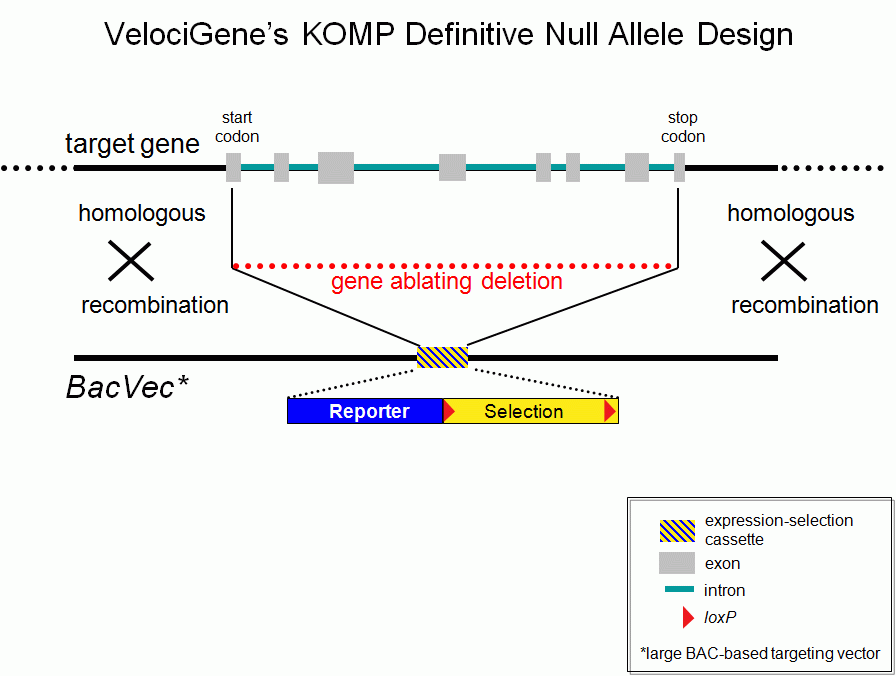 VelociGene's KOMP Definitive Null Allele Design
start
codon
stop
codon
target gene
homologous
recombination
homologous
recombination
gene ablating deletion
BacVec*
Reporter
Selection
expression-selection
cassette
exon
intron
loxP
*large BAC-based targeting vector